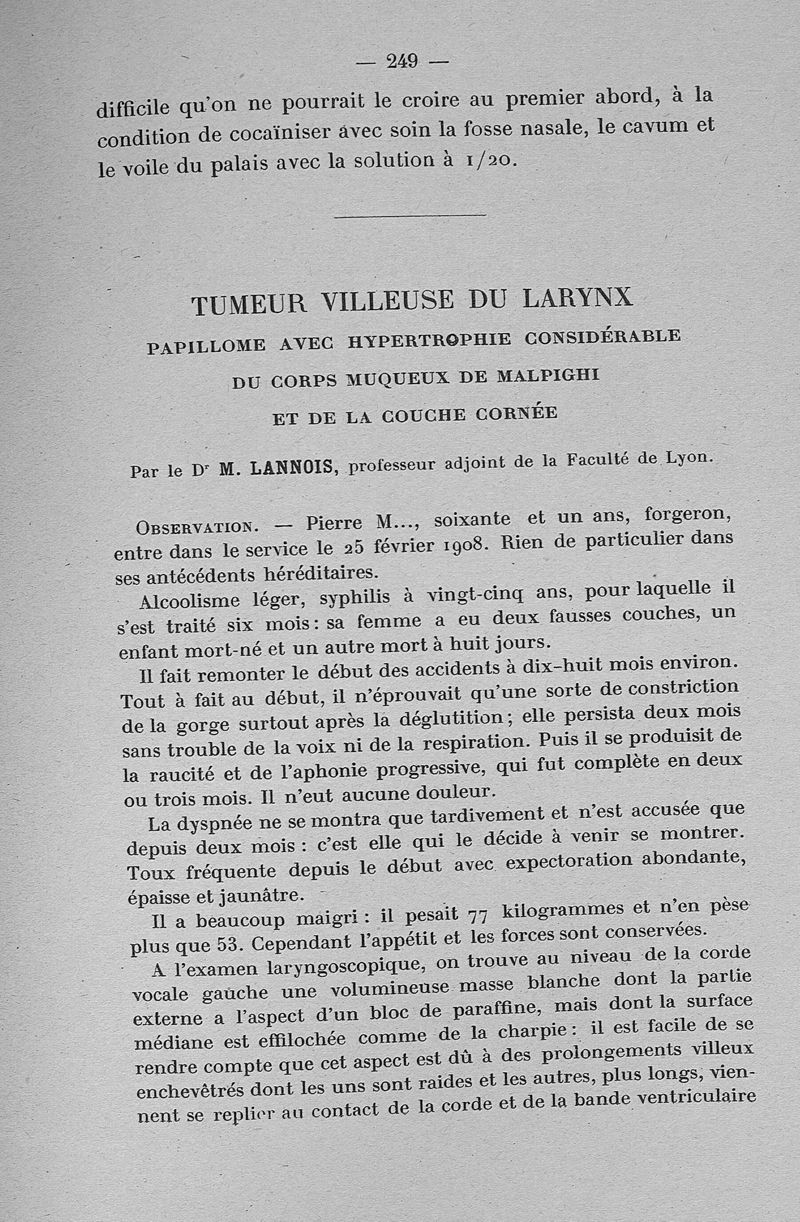 — 249 —
difficile qu'on ne pourrait le croire au premier abord, à la
condition de cocaïniser avec soin la fosse nasale, le cavum et
le voile du palais avec la solution à 1/20.
TUMEUR VILLEUSE DU LARYNX
PAPILLOME AVEC HYPERTROPHIE CONSIDÉRABLE
DU CORPS MUQUEUX DE MALPIGHI
ET DE LA COUCHE CORNÉE
Par le Dr M. LANNOIS, professeur adjoint de la Faculté de Lyon.
OBSERVATION. — Pierre M..., soixante et un ans, forgeron,
entre dans le service le 25 février 1908. Rien de particulier dans
ses antécédents héréditaires.
Alcoolisme léger, syphilis à vingt-cinq ans, pour laquelle il
s'est traité six mois : sa femme a eu deux fausses couches, un
enfant mort-né et un autre mort à huit jours.
Il fait remonter le début des accidents à dix-huit mois environ.
Tout à fait au début, il n'éprouvait qu'une sorte de constriction
de la gorge surtout après la déglutition ; elle persista deux mois
sans trouble de la voix ni de la respiration. Puis il se produisit de
la raucité et de l'aphonie progressive, qui fut complète en deux
ou trois mois. Il n'eut aucune douleur.
La dyspnée ne se montra que tardivement et n'est accusée que
depuis deux mois : c'est elle qui le décide à venir se montrer.
Toux fréquente depuis le début avec expectoration abondante,
épaisse et jaunâtre.
Il a beaucoup maigri : il pesait 77 kilogrammes et n'en pèse
plus que 53. Cependant l'appétit et les forces sont conservées.
A l'examen laryngoscopique, on trouve au niveau de la corde
vocale gauche une volumineuse masse blanche dont la partie
externe a l'aspect d'un bloc de paraffine, mais dont la surface
médiane est effilochée comme de la charpie : il est facile de se
rendre compte que cet aspect est dû à des prolongements villeux
enchevêtrés dont les uns sont raides et les autres, plus longs, vien-
nent se replier au contact de la corde et de la bande ventriculaire